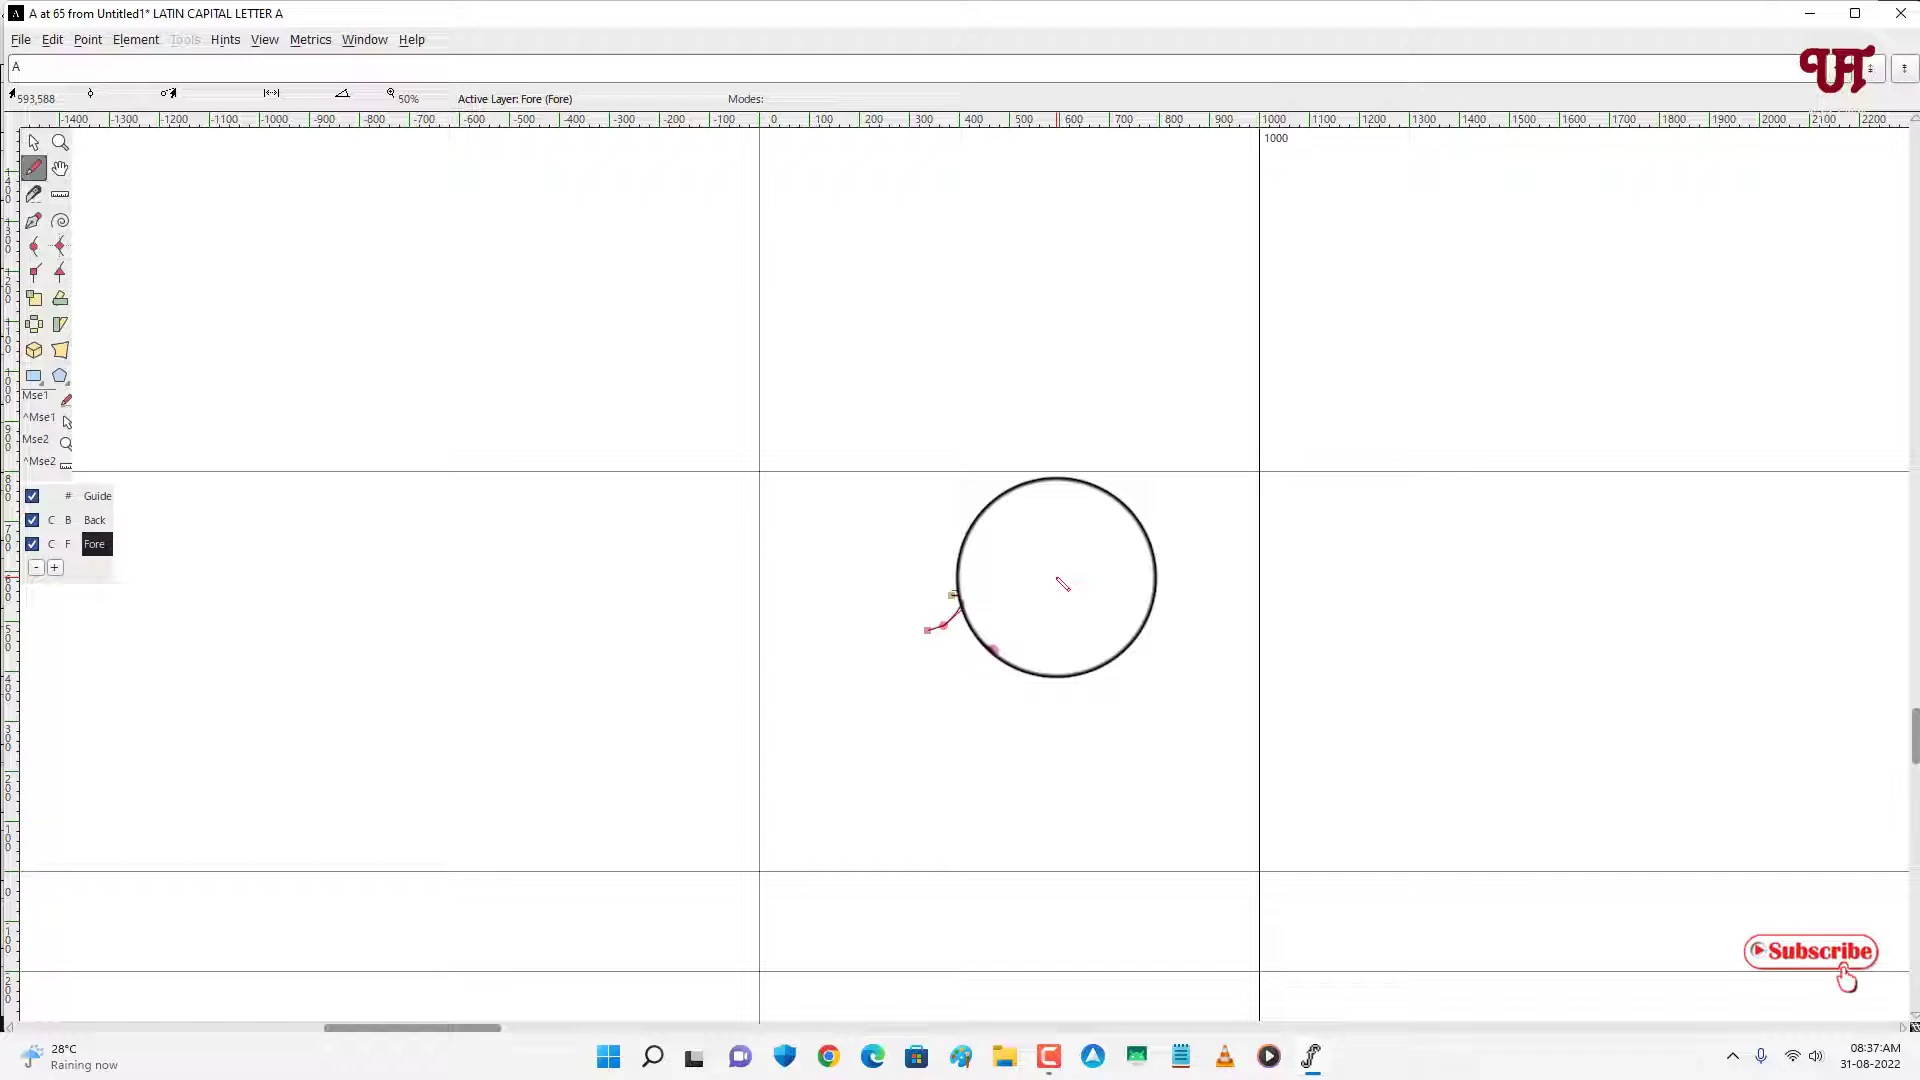 A at 65 from Untitled1* LATIN CAPITAL LETTER A
File Edit Point Element Tools Hints View Metrics Window Help
A
UA
593,588 50% Active Layer: Fore (Fore) Modes:
-1400 -1300 -1200 -1100 -1000 -900 -800 -700 -600 -500 -400 -300 -200 -100 0 100 200 300 400 500 600 700 800 900 1000 1100 1200 1300 1400 1500 1600 1700 1800 1900 2000 2100 2200
1000
Mse1
^Mse1
Mse2
^Mse2
# Guide
C B Back
C F Fore
- +
Subscribe
28°C
Raining now
08:37:AM
31-08-2022